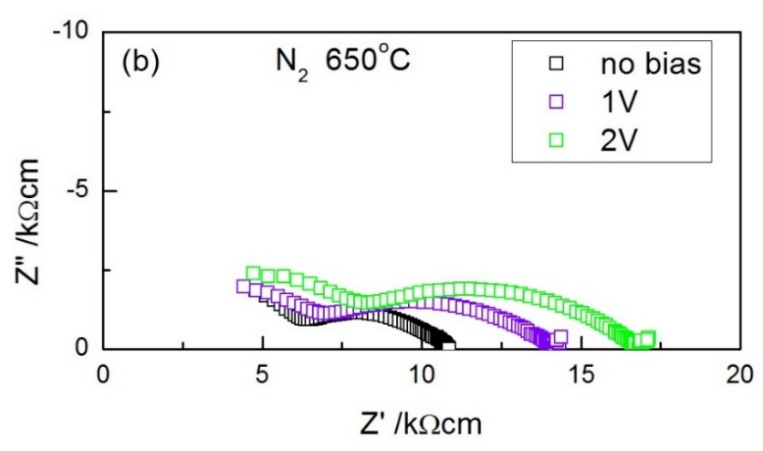 -10
(b) N₂ 650°C
no bias
1V
2V
-5
Z" /kΩcm
0
0 5 10 15 20
Z' /kΩcm